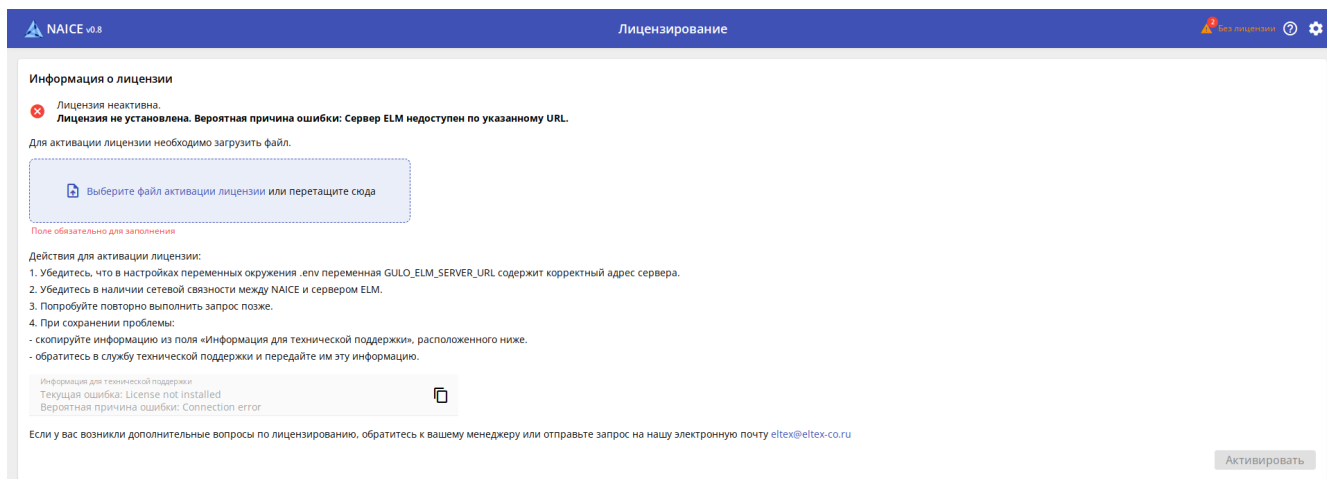 NAICE v0.8
Лицензирование
2
Без лицензии
Информация о лицензии
Лицензия неактивна.
Лицензия не установлена. Вероятная причина ошибки: Сервер ELM недоступен по указанному URL.
Для активации лицензии необходимо загрузить файл.
Выберите файл активации лицензии или перетащите сюда
Поле обязательно для заполнения
Действия для активации лицензии:
1. Убедитесь, что в настройках переменных окружения .env переменная GULO_ELM_SERVER_URL содержит корректный адрес сервера.
2. Убедитесь в наличии сетевой связности между NAICE и сервером ELM.
3. Попробуйте повторно выполнить запрос позже.
4. При сохранении проблемы:
- скопируйте информацию из поля «Информация для технической поддержки», расположенного ниже.
- обратитесь в службу технической поддержки и передайте им эту информацию.
Информация для технической поддержки
Текущая ошибка: License not installed
Вероятная причина ошибки: Connection error
Если у вас возникли дополнительные вопросы по лицензированию, обратитесь к вашему менеджеру или отправьте запрос на нашу электронную почту eltex@eltex-co.ru
Активировать